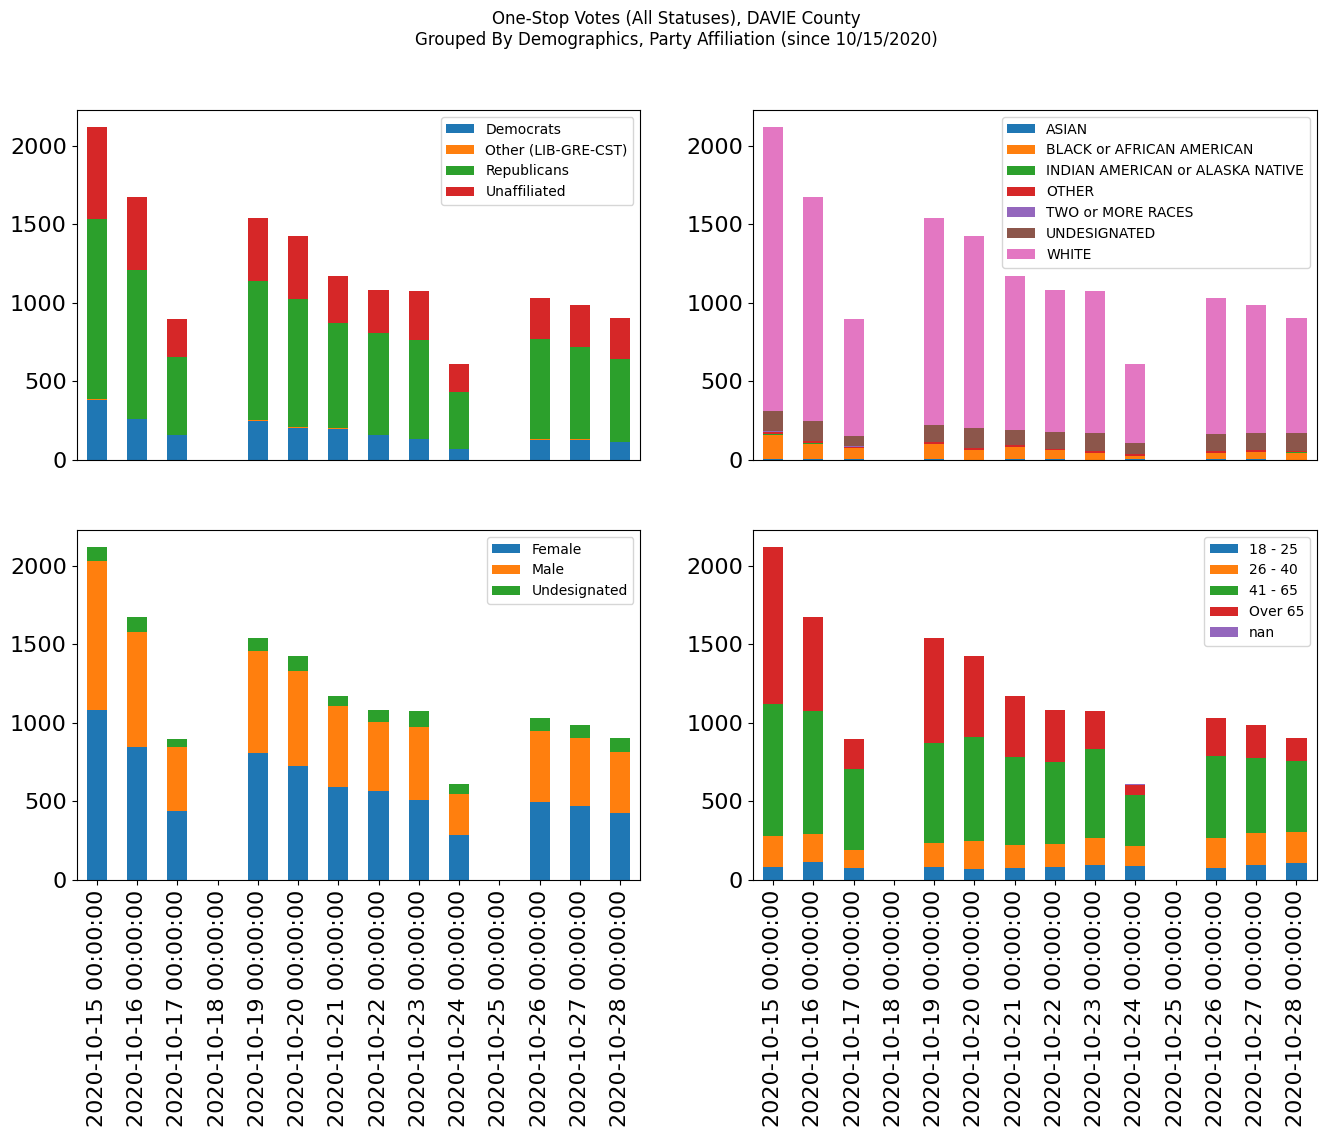 One-Stop Votes (All Statuses), DAVIE County
Grouped By Demographics, Party Affiliation (since 10/15/2020)
2000
1500
1000
500
0
Democrats
Other (LIB-GRE-CST)
Republicans
Unaffiliated
2000
1500
1000
500
0
ASIAN
BLACK or AFRICAN AMERICAN
INDIAN AMERICAN or ALASKA NATIVE
OTHER
TWO or MORE RACES
UNDESIGNATED
WHITE
2000
1500
1000
500
0
Female
Male
Undesignated
2020-10-15 00:00:00
2020-10-16 00:00:00
2020-10-17 00:00:00
2020-10-18 00:00:00
2020-10-19 00:00:00
2020-10-20 00:00:00
2020-10-21 00:00:00
2020-10-22 00:00:00
2020-10-23 00:00:00
2020-10-24 00:00:00
2020-10-25 00:00:00
2020-10-26 00:00:00
2020-10-27 00:00:00
2020-10-28 00:00:00
2000
1500
1000
500
0
18 - 25
26 - 40
41 - 65
Over 65
nan
2020-10-15 00:00:00
2020-10-16 00:00:00
2020-10-17 00:00:00
2020-10-18 00:00:00
2020-10-19 00:00:00
2020-10-20 00:00:00
2020-10-21 00:00:00
2020-10-22 00:00:00
2020-10-23 00:00:00
2020-10-24 00:00:00
2020-10-25 00:00:00
2020-10-26 00:00:00
2020-10-27 00:00:00
2020-10-28 00:00:00